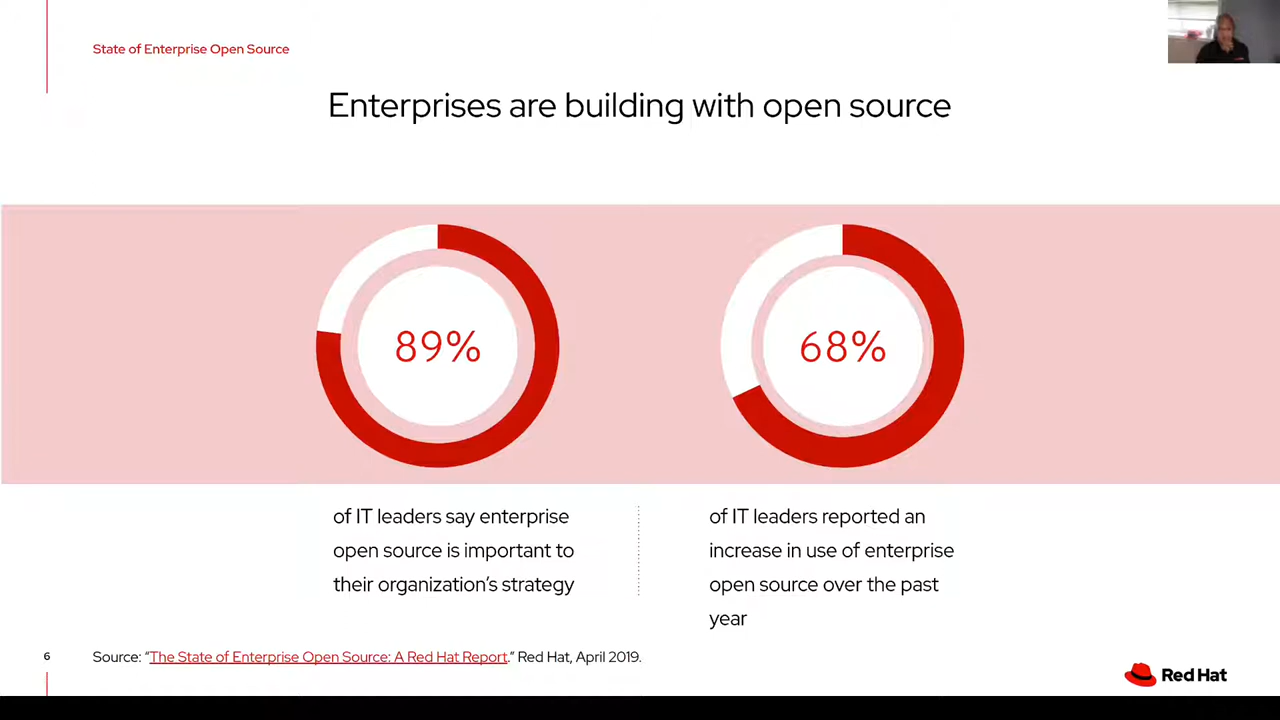 State of Enterprise Open Source
Enterprises are building with open source
89%
68%
of IT leaders say enterprise
open source is important to
their organization’s strategy
of IT leaders reported an
increase in use of enterprise
open source over the past
year
6
Source: “The State of Enterprise Open Source: A Red Hat Report.” Red Hat, April 2019.
Red Hat